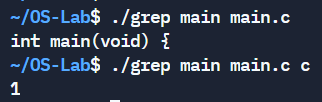 ~/OS-Lab$ ./grep main main.c
int main(void) {
~/OS-Lab$ ./grep main main.c c
1